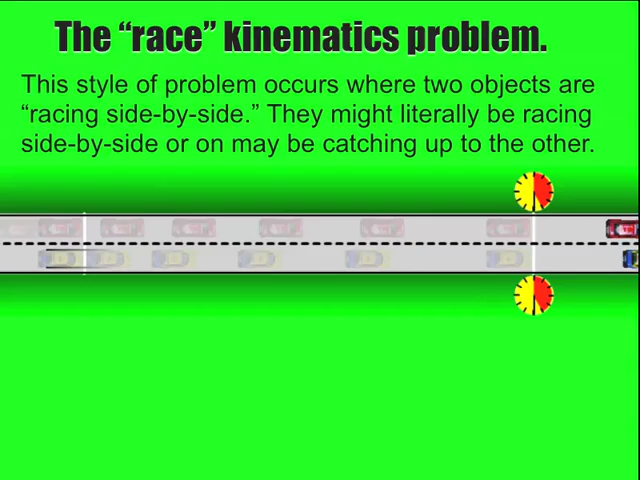 The “race” kinematics problem.
This style of problem occurs where two objects are
“racing side-by-side.” They might literally be racing
side-by-side or on may be catching up to the other.